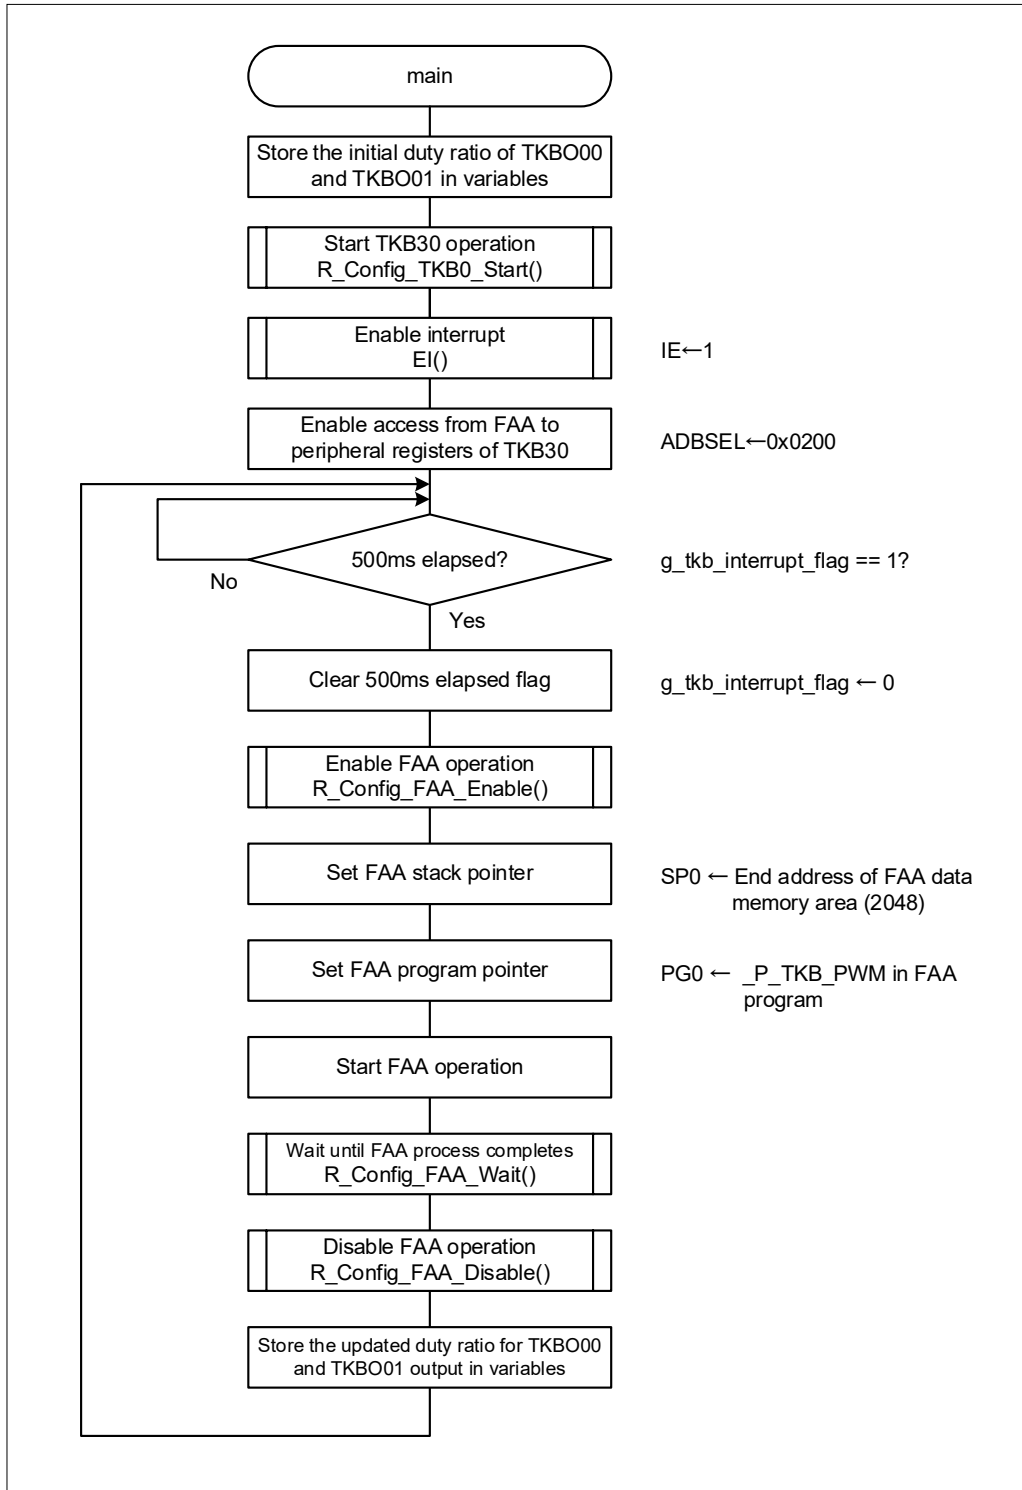 main
Store the initial duty ratio of TKBO00
and TKBO01 in variables
Start TKB30 operation
R_Config_TKB0_Start()
Enable interrupt
EI()
IE←1
Enable access from FAA to
peripheral registers of TKB30
ADBSEL←0x0200
500ms elapsed?
g_tkb_interrupt_flag == 1?
No
Yes
Clear 500ms elapsed flag
g_tkb_interrupt_flag ← 0
Enable FAA operation
R_Config_FAA_Enable()
Set FAA stack pointer
SP0 ← End address of FAA data
memory area (2048)
Set FAA program pointer
PG0 ← _P_TKB_PWM in FAA
program
Start FAA operation
Wait until FAA process completes
R_Config_FAA_Wait()
Disable FAA operation
R_Config_FAA_Disable()
Store the updated duty ratio for TKBO00
and TKBO01 output in variables